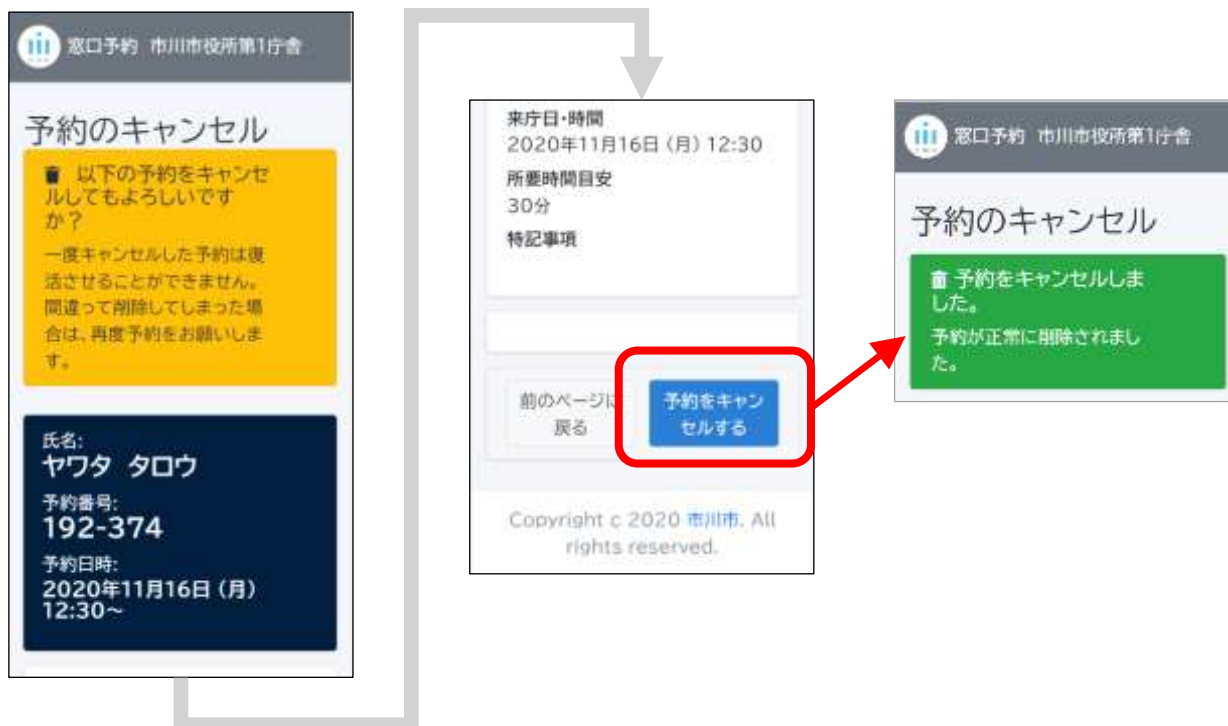 窓口予約 市川市役所第1庁舎
予約のキャンセル
以下の予約をキャンセ
ルしてもよろしいです
か？
一度キャンセルした予約は復
活させることができません。
間違って削除してしまった場
合は、再度予約をお願いしま
す。
氏名:
ヤワタ タロウ
予約番号:
192-374
予約日時:
2020年11月16日 (月)
12:30~
来庁日・時間
2020年11月16日 (月) 12:30
所要時間目安
30分
特記事項
前のページに
戻る
予約をキャン
セルする
Copyright c 2020 市川市. All
rights reserved.
窓口予約 市川市役所第1庁舎
予約のキャンセル
予約をキャンセルしま
した。
予約が正常に削除されまし
た。